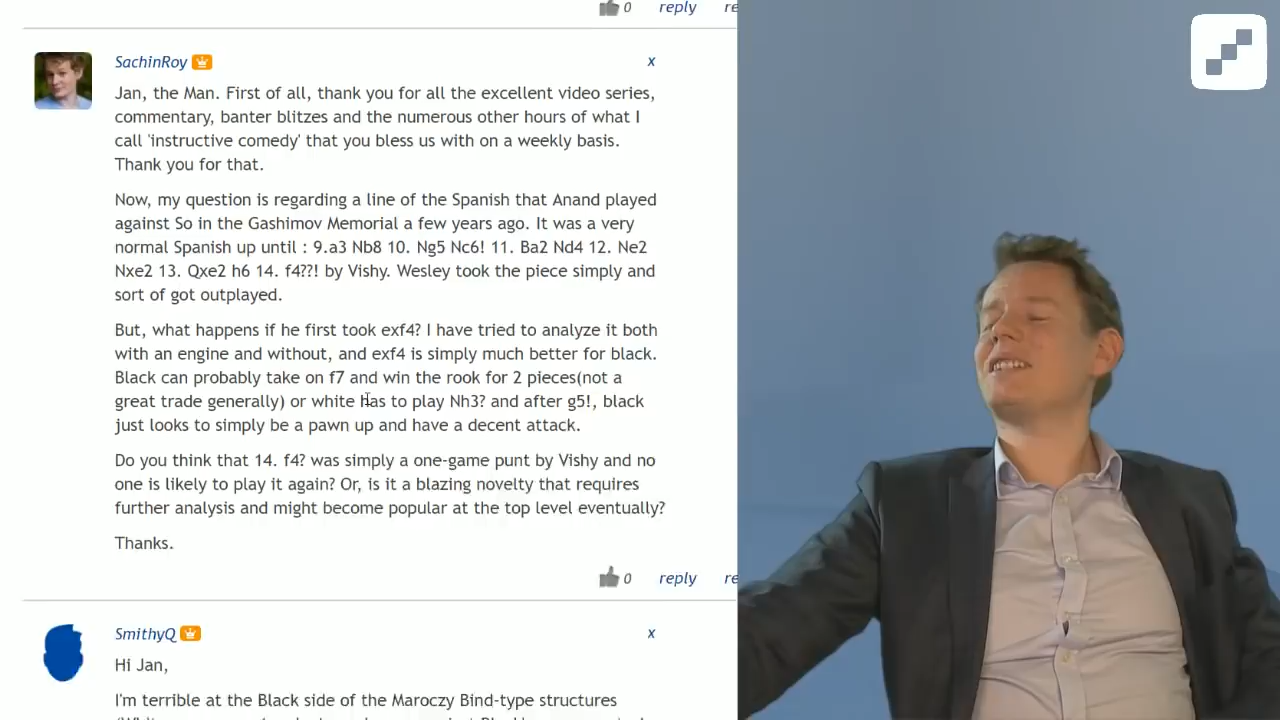 0 reply re
SachinRoy x
Jan, the Man. First of all, thank you for all the excellent video series,
commentary, banter blitzes and the numerous other hours of what I
call 'instructive comedy' that you bless us with on a weekly basis.
Thank you for that.
Now, my question is regarding a line of the Spanish that Anand played
against So in the Gashimov Memorial a few years ago. It was a very
normal Spanish up until : 9.a3 Nb8 10. Ng5 Nc6! 11. Ba2 Nd4 12. Ne2
Nxe2 13. Qxe2 h6 14. f4??! by Vishy. Wesley took the piece simply and
sort of got outplayed.
But, what happens if he first took exf4? I have tried to analyze it both
with an engine and without, and exf4 is simply much better for black.
Black can probably take on f7 and win the rook for 2 pieces(not a
great trade generally) or white has to play Nh3? and after g5!, black
just looks to simply be a pawn up and have a decent attack.
Do you think that 14. f4? was simply a one-game punt by Vishy and no
one is likely to play it again? Or, is it a blazing novelty that requires
further analysis and might become popular at the top level eventually?
Thanks.
0 reply re
SmithyQ x
Hi Jan,
I'm terrible at the Black side of the Maroczy Bind-type structures